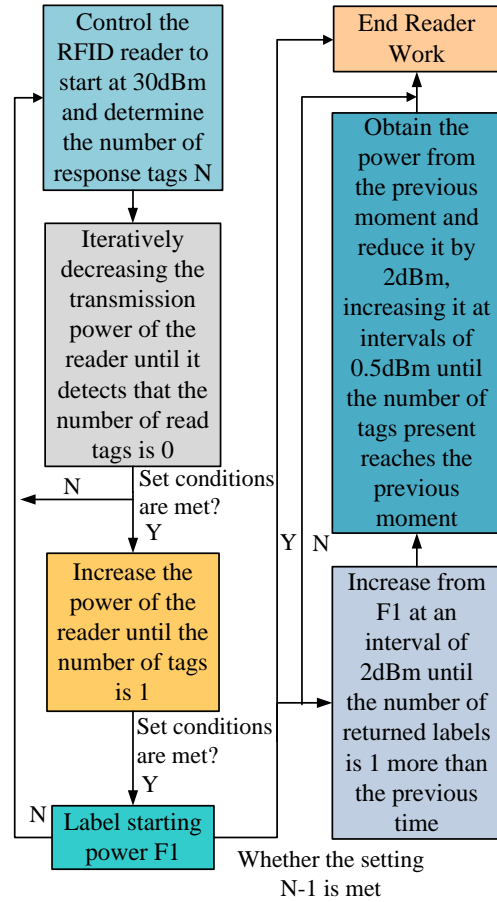 Control the
RFID reader to
start at 30dBm
and determine
the number of
response tags N
Iteratively
decreasing the
transmission
power of the
reader until it
detects that the
number of read
tags is 0
Set conditions
are met?
N
Y
Increase the
power of the
reader until the
number of tags
is 1
Set conditions
are met?
Y
N
Label starting
power F1
End Reader
Work
Obtain the
power from
the previous
moment and
reduce it by
2dBm,
increasing it at
intervals of
0.5dBm until
the number of
tags present
reaches the
previous
moment
Y
N
Increase from
F1 at an
interval of
2dBm until
the number of
returned labels
is 1 more than
the previous
time
Whether the setting
N-1 is met